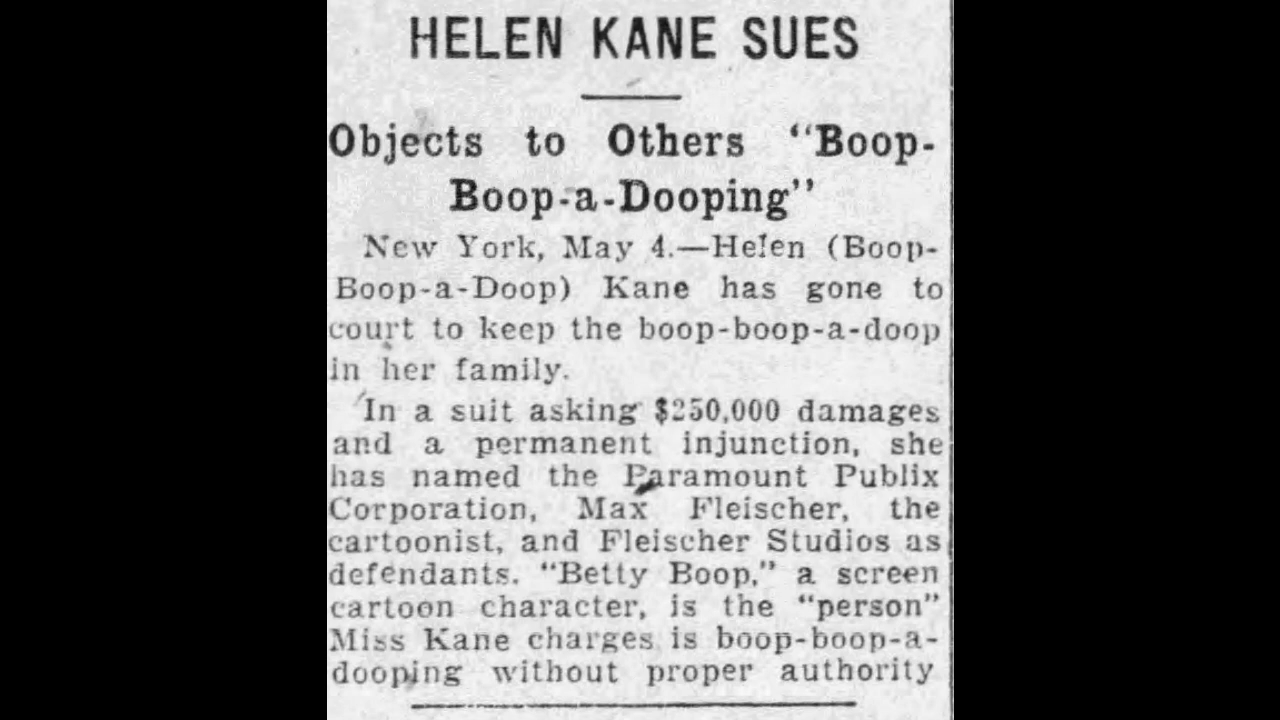 HELEN KANE SUES
Objects to Others "Boop-
Boop-a-Dooping"
New York, May 4.—Helen (Boop-
Boop-a-Doop) Kane has gone to
court to keep the boop-boop-a-doop
in her family.
In a suit asking $250,000 damages
and a permanent injunction, she
has named the Paramount Publix
Corporation, Max Fleischer, the
cartoonist, and Fleischer Studios as
defendants. "Betty Boop," a screen
cartoon character, is the "person"
Miss Kane charges is boop-boop-a-
dooping without proper authority